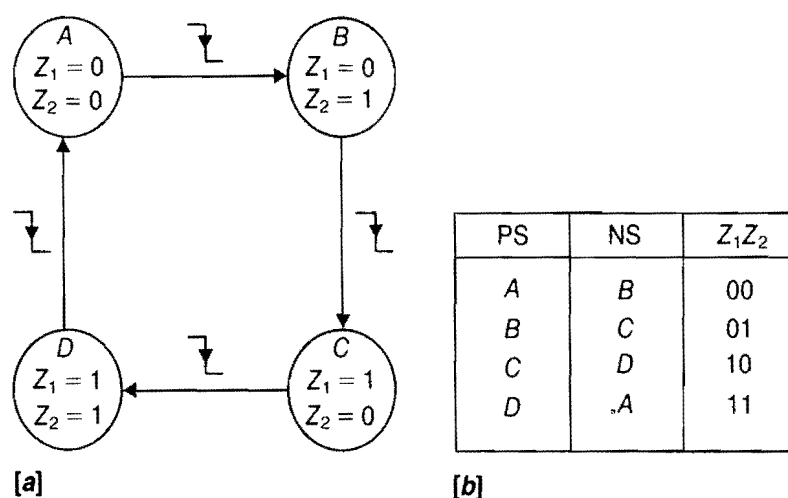 A
Z₁ = 0
Z₂ = 0
B
Z₁ = 0
Z₂ = 1
D
Z₁ = 1
Z₂ = 1
C
Z₁ = 1
Z₂ = 0
[a]
PS NS Z₁Z₂
A B 00
B C 01
C D 10
D A 11
[b]